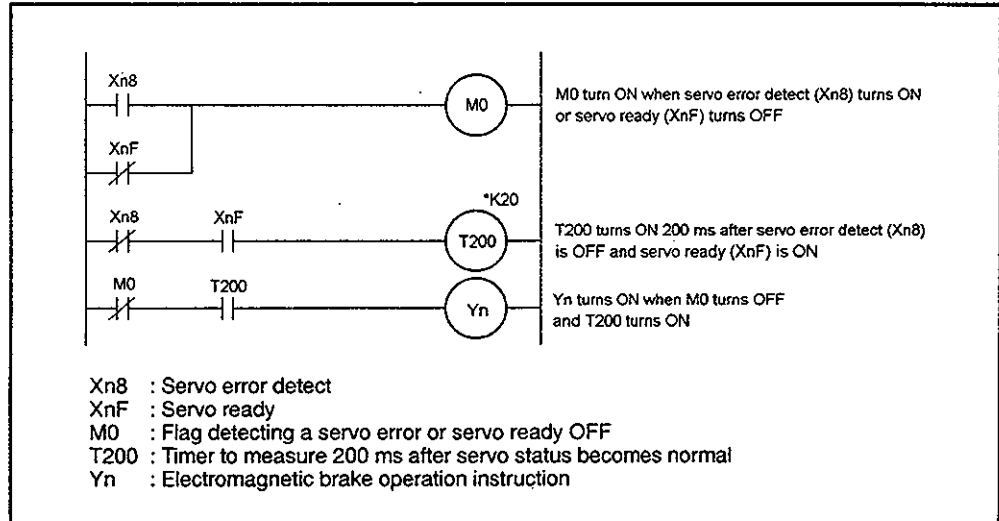 Xn8
M0
M0 turn ON when servo error detect (Xn8) turns ON
or servo ready (XnF) turns OFF
XnF
*K20
Xn8 XnF
T200
T200 turns ON 200 ms after servo error detect (Xn8)
is OFF and servo ready (XnF) is ON
M0 T200
Yn
Yn turns ON when M0 turns OFF
and T200 turns ON
Xn8 : Servo error detect
XnF : Servo ready
M0 : Flag detecting a servo error or servo ready OFF
T200 : Timer to measure 200 ms after servo status becomes normal
Yn : Electromagnetic brake operation instruction